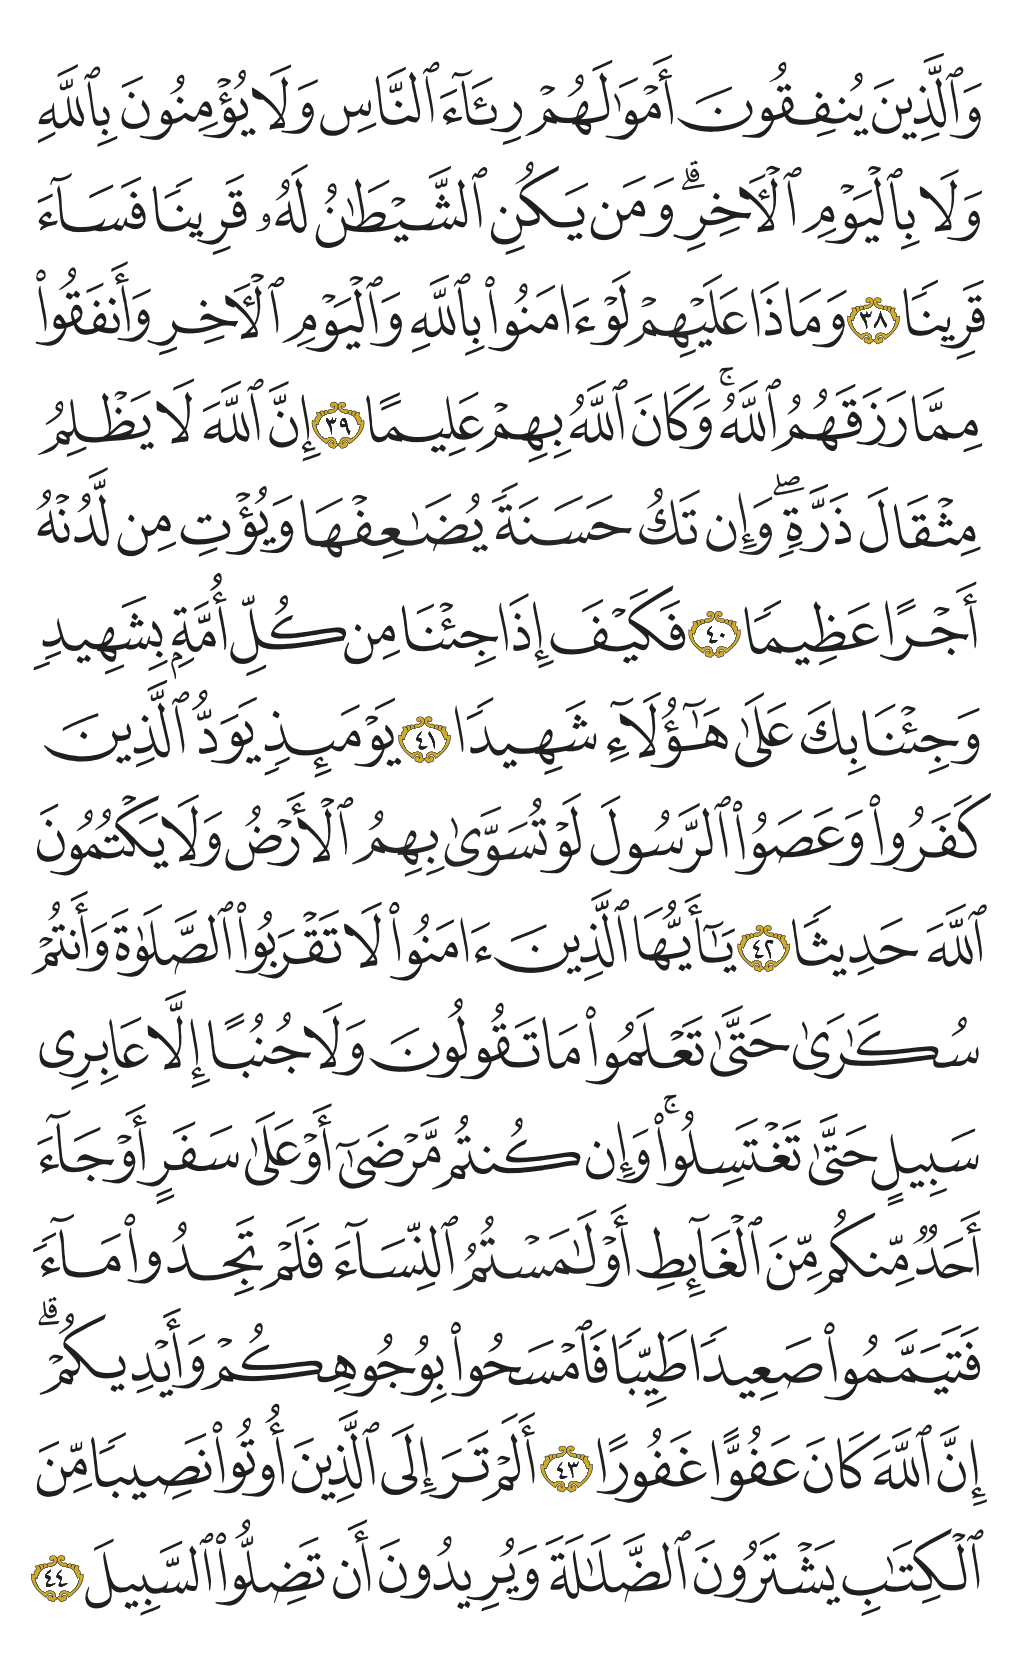 وَٱلَّذِينَ يُنفِقُونَ أَمۡوَٰلَهُمۡ رِئَآءَ ٱلنَّاسِ وَلَا يُؤۡمِنُونَ بِٱللَّهِ
وَلَا بِٱلۡيَوۡمِ ٱلۡأٓخِرِۗ وَمَن يَكُنِ ٱلشَّيۡطَٰنُ لَهُۥ قَرِينٗا فَسَآءَ
قَرِينٗا ٣٨ وَمَاذَا عَلَيۡهِمۡ لَوۡ ءَامَنُواْ بِٱللَّهِ وَٱلۡيَوۡمِ ٱلۡأٓخِرِ وَأَنفَقُواْ
مِمَّا رَزَقَهُمُ ٱللَّهُۚ وَكَانَ ٱللَّهُ بِهِمۡ عَلِيمًا ٣٩ إِنَّ ٱللَّهَ لَا يَظۡلِمُ
مِثۡقَالَ ذَرَّةٖۖ وَإِن تَكُ حَسَنَةٗ يُضَٰعِفۡهَا وَيُؤۡتِ مِن لَّدُنۡهُ
أَجۡرًا عَظِيمٗا ٤٠ فَكَيۡفَ إِذَا جِئۡنَا مِن كُلِّ أُمَّةِۭ بِشَهِيدٖ
وَجِئۡنَا بِكَ عَلَىٰ هَٰٓؤُلَآءِ شَهِيدٗا ٤١ يَوۡمَئِذٖ يَوَدُّ ٱلَّذِينَ
كَفَرُواْ وَعَصَوُاْ ٱلرَّسُولَ لَوۡ تُسَوَّىٰ بِهِمُ ٱلۡأَرۡضُ وَلَا يَكۡتُمُونَ
ٱللَّهَ حَدِيثٗا ٤٢ يَٰٓأَيُّهَا ٱلَّذِينَ ءَامَنُواْ لَا تَقۡرَبُواْ ٱلصَّلَوٰةَ وَأَنتُمۡ
سُكَٰرَىٰ حَتَّىٰ تَعۡلَمُواْ مَا تَقُولُونَ وَلَا جُنُبًا إِلَّا عَابِرِي
سَبِيلٍ حَتَّىٰ تَغۡتَسِلُواْۚ وَإِن كُنتُم مَّرۡضَىٰٓ أَوۡ عَلَىٰ سَفَرٍ أَوۡ جَآءَ
أَحَدٞ مِّنكُم مِّنَ ٱلۡغَآئِطِ أَوۡ لَٰمَسۡتُمُ ٱلنِّسَآءَ فَلَمۡ تَجِدُواْ مَآءٗ
فَتَيَمَّمُواْ صَعِيدٗا طَيِّبٗا فَٱمۡسَحُواْ بِوُجُوهِكُمۡ وَأَيۡدِيكُمۡۗ
إِنَّ ٱللَّهَ كَانَ عَفُوًّا غَفُورًا ٤٣ أَلَمۡ تَرَ إِلَى ٱلَّذِينَ أُوتُواْ نَصِيبٗا مِّنَ
ٱلۡكِتَٰبِ يَشۡتَرُونَ ٱلضَّلَٰلَةَ وَيُرِيدُونَ أَن تَضِلُّواْ ٱلسَّبِيلَ ٤٤